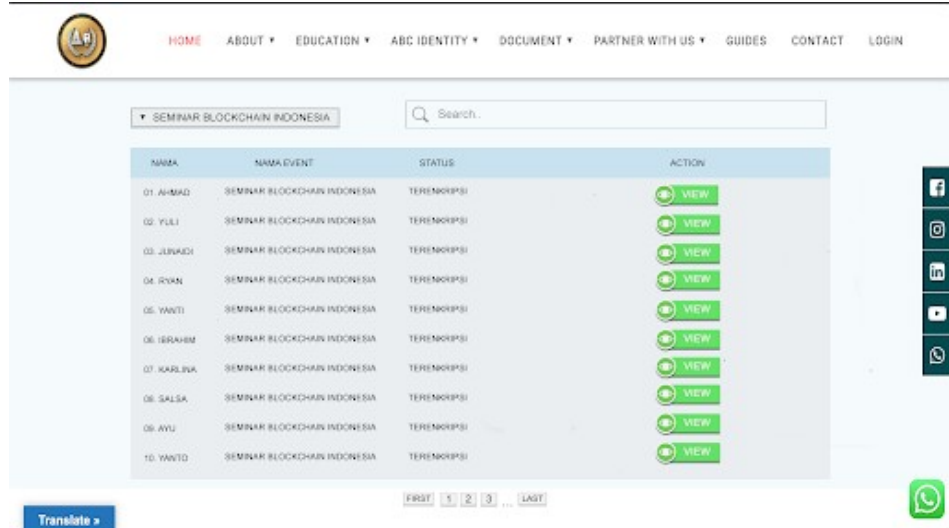 HOME ABOUT ▼ EDUCATION ▼ ABC IDENTITY ▼ DOCUMENT ▼ PARTNER WITH US ▼ GUIDES CONTACT LOGIN
▼ SEMINAR BLOCKCHAIN INDONESIA Search..
NAMA NAMA EVENT STATUS ACTION
01. AHMAD SEMINAR BLOCKCHAIN INDONESIA TERENKRIPSI VIEW
02. YULI SEMINAR BLOCKCHAIN INDONESIA TERENKRIPSI VIEW
03. JUNAIDI SEMINAR BLOCKCHAIN INDONESIA TERENKRIPSI VIEW
04. RYAN SEMINAR BLOCKCHAIN INDONESIA TERENKRIPSI VIEW
05. YANTI SEMINAR BLOCKCHAIN INDONESIA TERENKRIPSI VIEW
06. IBRAHIM SEMINAR BLOCKCHAIN INDONESIA TERENKRIPSI VIEW
07. KARLINA SEMINAR BLOCKCHAIN INDONESIA TERENKRIPSI VIEW
08. SALSA SEMINAR BLOCKCHAIN INDONESIA TERENKRIPSI VIEW
09. AYU SEMINAR BLOCKCHAIN INDONESIA TERENKRIPSI VIEW
10. YANTO SEMINAR BLOCKCHAIN INDONESIA TERENKRIPSI VIEW
FIRST 1 2 3 ... LAST
Translate »